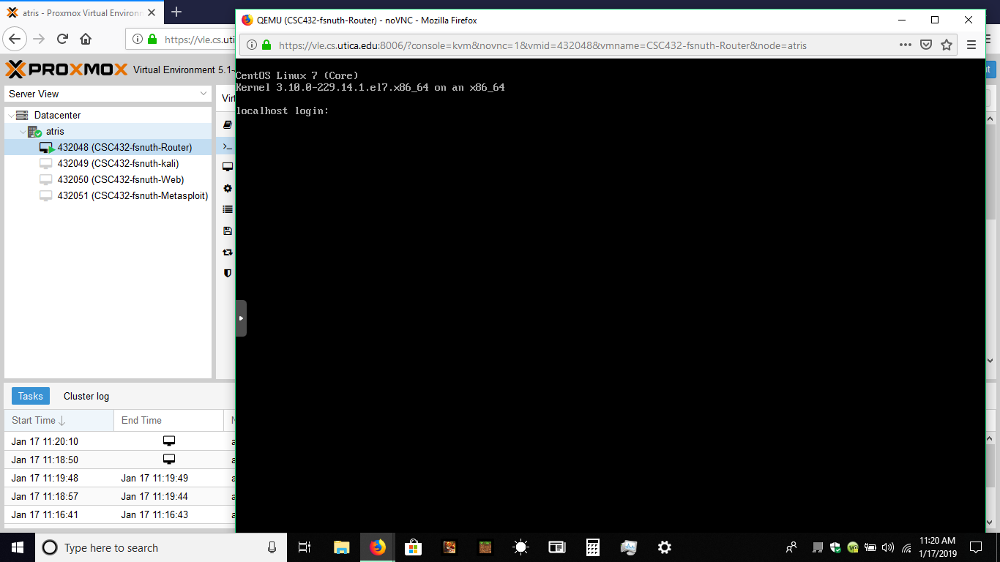 atris - Proxmox Virtual Environ
QEMU (CSC432-fsnuth-Router) - noVNC - Mozilla Firefox
https://vle.cs.uti
https://vle.cs.utica.edu:8006/?console=kvm&novnc=1&vmid=432048&vmname=CSC432-fsnuth-Router&node=atris
PROXMOX Virtual Environment 5.1-
Server View
Virt
Datacenter
atris
432048 (CSC432-fsnuth-Router)
432049 (CSC432-fsnuth-kali)
432050 (CSC432-fsnuth-Web)
432051 (CSC432-fsnuth-Metasploit)
CentOS Linux 7 (Core)
Kernel 3.10.0-229.14.1.el7.x86_64 on an x86_64
localhost login:
Tasks
Cluster log
Start Time
End Time
Jan 17 11:20:10
Jan 17 11:18:50
Jan 17 11:19:48 Jan 17 11:19:49
Jan 17 11:18:57 Jan 17 11:19:44
Jan 17 11:16:41 Jan 17 11:16:43
Type here to search
11:20 AM
1/17/2019